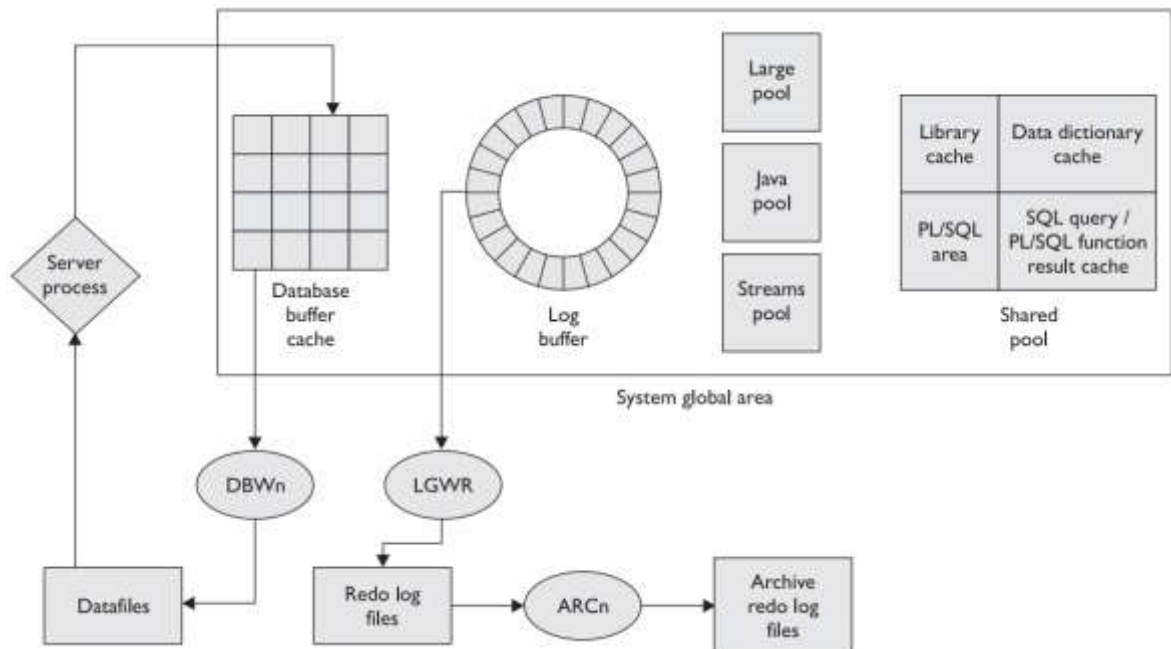 Large
pool
Library
cache
Data dictionary
cache
Java
pool
PL/SQL
area
SQL query /
PL/SQL function
result cache
Server
process
Streams
pool
Database
buffer
cache
Log
buffer
Shared
pool
System global area
DBWn
LGWR
Datafiles
Redo log
files
ARCn
Archive
redo log
files